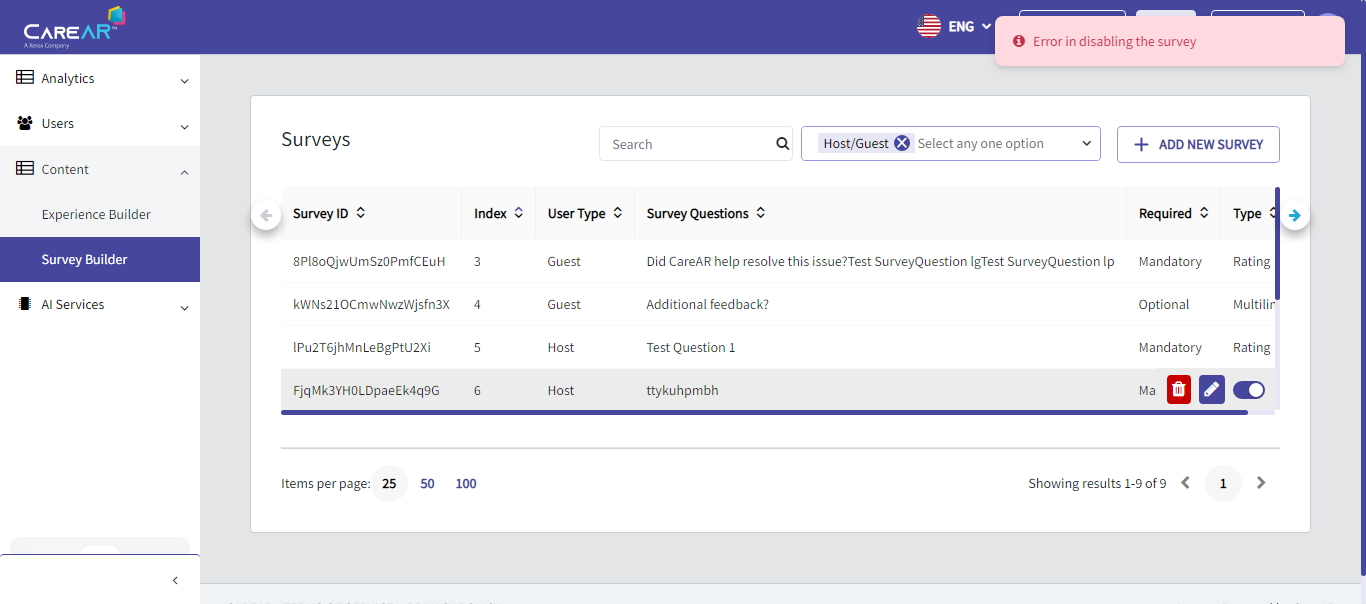 CAREAR™
A Xerox Company
ENG
Error in disabling the survey
Analytics
Users
Content
Experience Builder
Survey Builder
AI Services
Surveys
Search
Host/Guest Select any one option
ADD NEW SURVEY
Survey ID Index User Type Survey Questions Required Type
8Pl8oQjwUmSz0PmfCEuH 3 Guest Did CareAR help resolve this issue?Test SurveyQuestion lgTest SurveyQuestion lp Mandatory Rating
kWNs21OCmwNwzWjsfn3X 4 Guest Additional feedback? Optional Multilin
lPu2T6jhMnLeBgPtU2Xi 5 Host Test Question 1 Mandatory Rating
FjqMk3YH0LDpaeEk4q9G 6 Host ttykuhpmbh Ma
Items per page: 25 50 100
Showing results 1-9 of 9 1